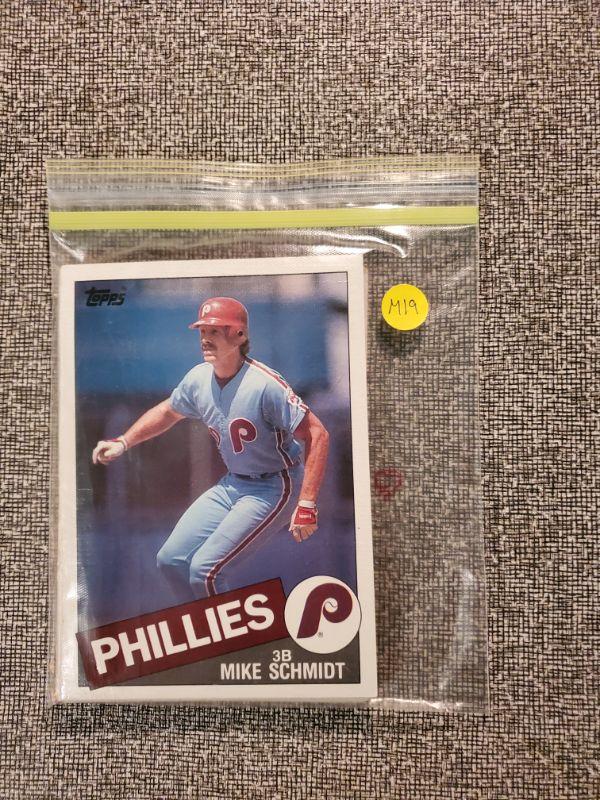 Topps
M19
P
P
PHILLIES
P
®
3B
MIKE SCHMIDT